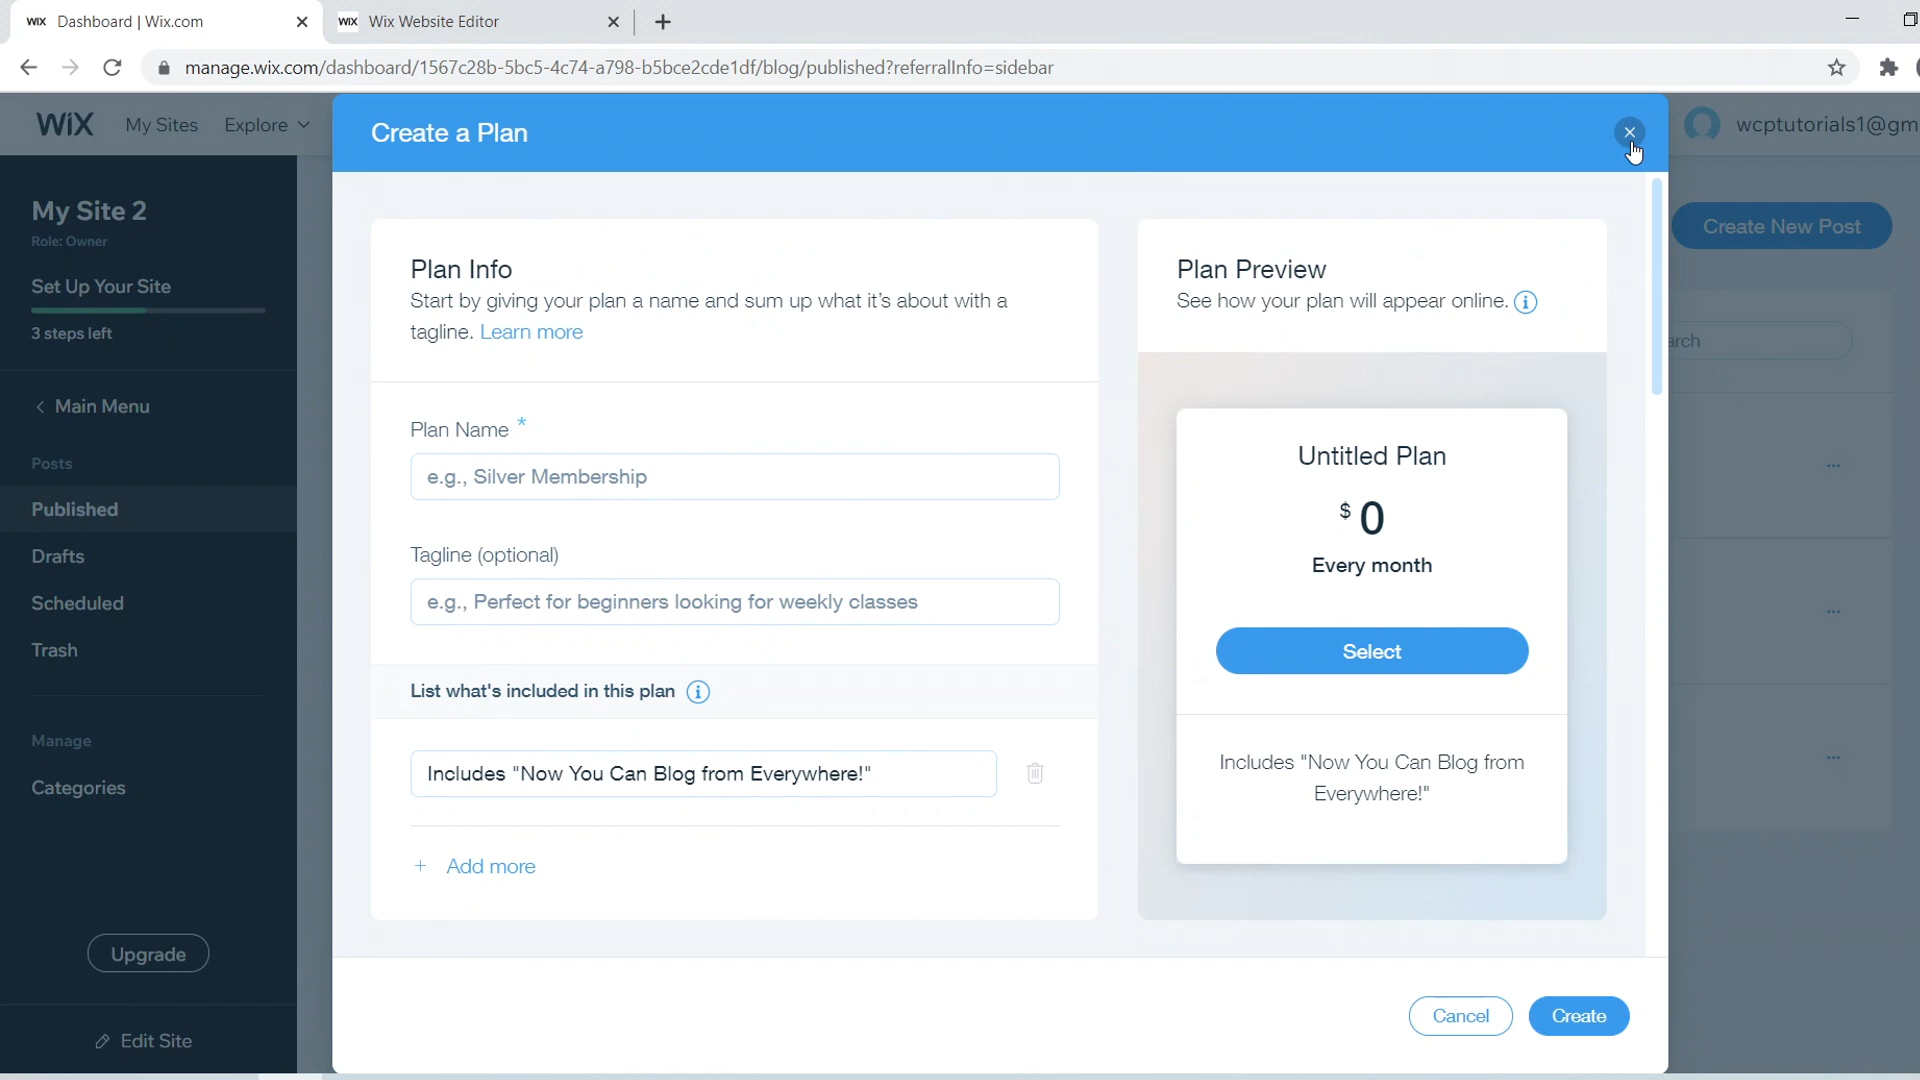 WIX Dashboard | Wix.com
WIX Wix Website Editor
manage.wix.com/dashboard/1567c28b-5bc5-4c74-a798-b5bce2cde1df/blog/published?referralInfo=sidebar
WIX My Sites Explore
wcptutorials1@gm
Create a Plan
My Site 2
Role: Owner
Set Up Your Site
3 steps left
Main Menu
Posts
Published
Drafts
Scheduled
Trash
Manage
Categories
Upgrade
Edit Site
Plan Info
Start by giving your plan a name and sum up what it's about with a
tagline. Learn more
Plan Name *
e.g., Silver Membership
Tagline (optional)
e.g., Perfect for beginners looking for weekly classes
List what's included in this plan i
Includes "Now You Can Blog from Everywhere!"
+ Add more
Plan Preview
See how your plan will appear online. i
Untitled Plan
$ 0
Every month
Select
Includes "Now You Can Blog from
Everywhere!"
Cancel Create
Create New Post
arch